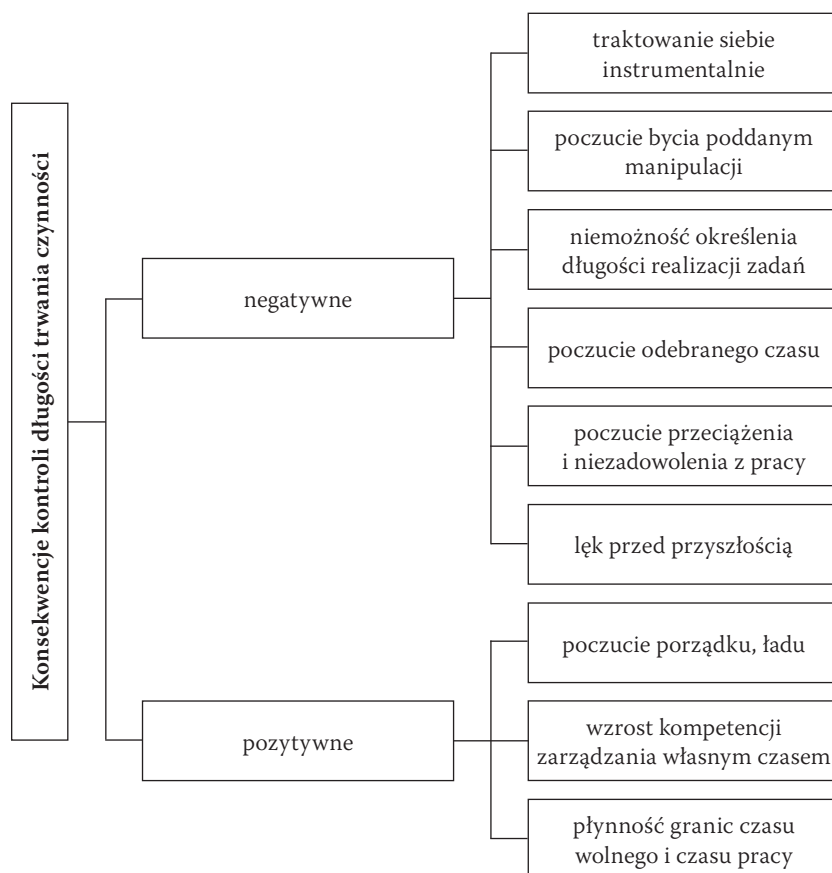 Konsekwencje kontroli długości trwania czynności
negatywne
traktowanie siebie
instrumentalnie
poczucie bycia poddanym
manipulacji
niemożność określenia
długości realizacji zadań
poczucie odebranego czasu
poczucie przeciążenia
i niezadowolenia z pracy
lęk przed przyszłością
pozytywne
poczucie porządku, ładu
wzrost kompetencji
zarządzania własnym czasem
płynność granic czasu
wolnego i czasu pracy